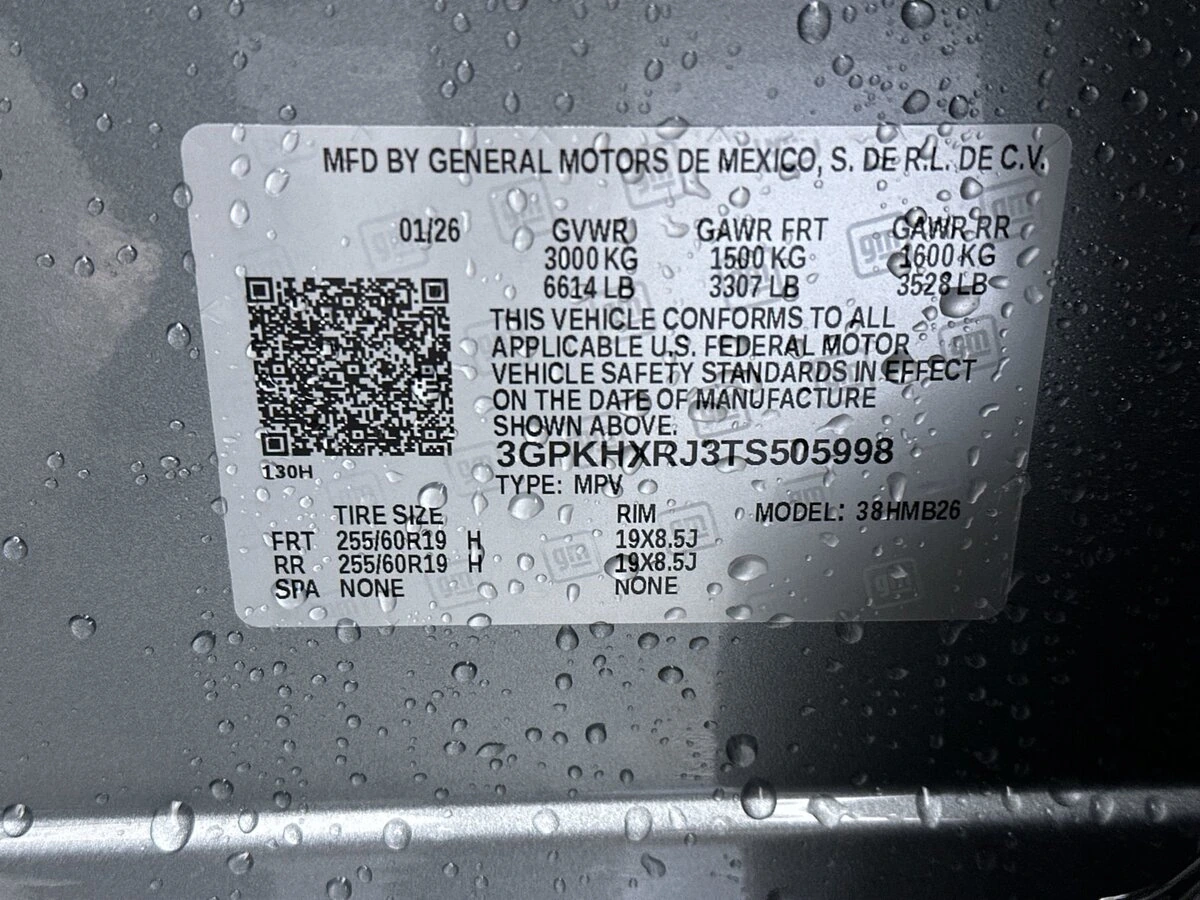 MFD BY GENERAL MOTORS DE MEXICO, S. DE R.L. DE C.V.
01/26 GVWR GAWR FRT GAWR RR
3000 KG 1500 KG 1600 KG
6614 LB 3307 LB 3528 LB
THIS VEHICLE CONFORMS TO ALL
APPLICABLE U.S. FEDERAL MOTOR
VEHICLE SAFETY STANDARDS IN EFFECT
ON THE DATE OF MANUFACTURE
SHOWN ABOVE.
3GPKHXRJ3TS505998
130H
TYPE: MPV
TIRE SIZE RIM MODEL: 38HMB26
FRT 255/60R19 H 19X8.5J
RR 255/60R19 H 19X8.5J
SPA NONE NONE